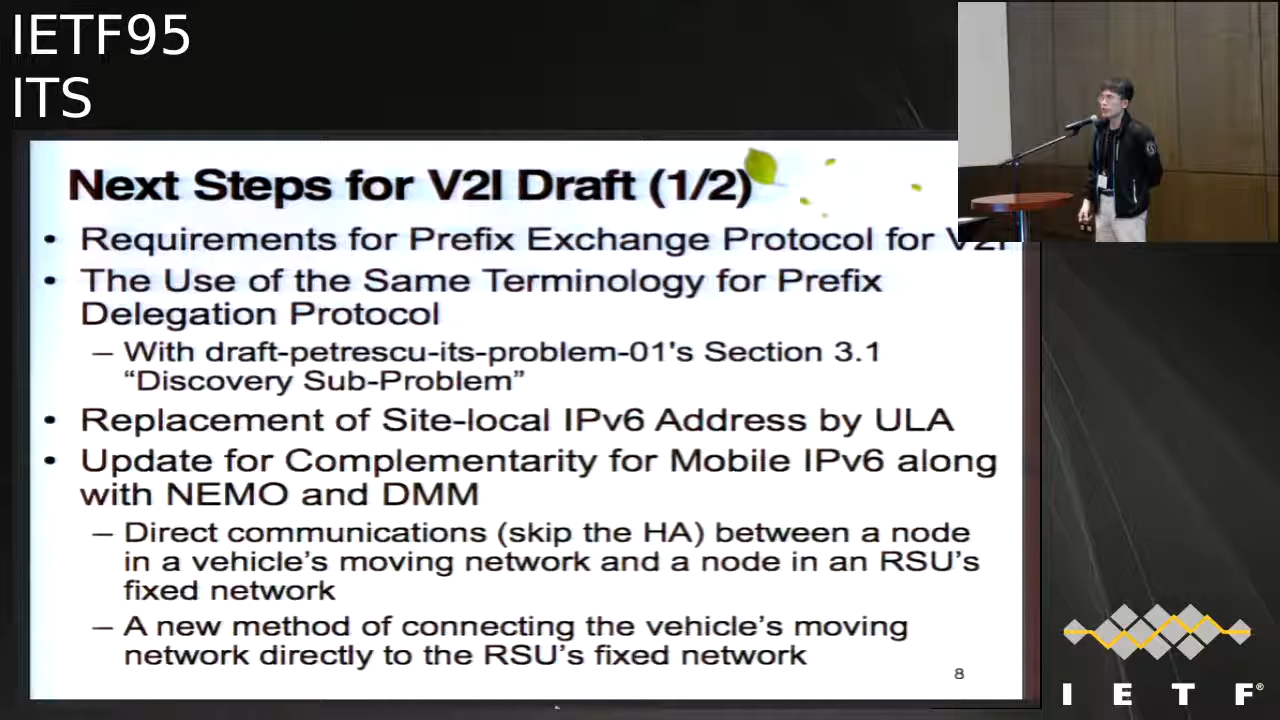 IETF95
ITS
Next Steps for V2I Draft (1/2)
• Requirements for Prefix Exchange Protocol for V2I
• The Use of the Same Terminology for Prefix
Delegation Protocol
– With draft-petrescu-its-problem-01's Section 3.1
“Discovery Sub-Problem”
• Replacement of Site-local IPv6 Address by ULA
• Update for Complementarity for Mobile IPv6 along
with NEMO and DMM
– Direct communications (skip the HA) between a node
in a vehicle’s moving network and a node in an RSU’s
fixed network
– A new method of connecting the vehicle’s moving
network directly to the RSU’s fixed network
8
I E T F®